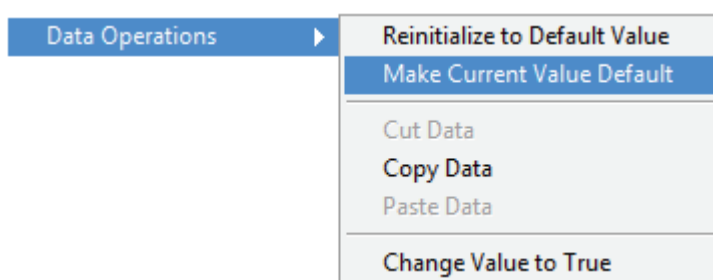 Data Operations
Reinitialize to Default Value
Make Current Value Default
Cut Data
Copy Data
Paste Data
Change Value to True